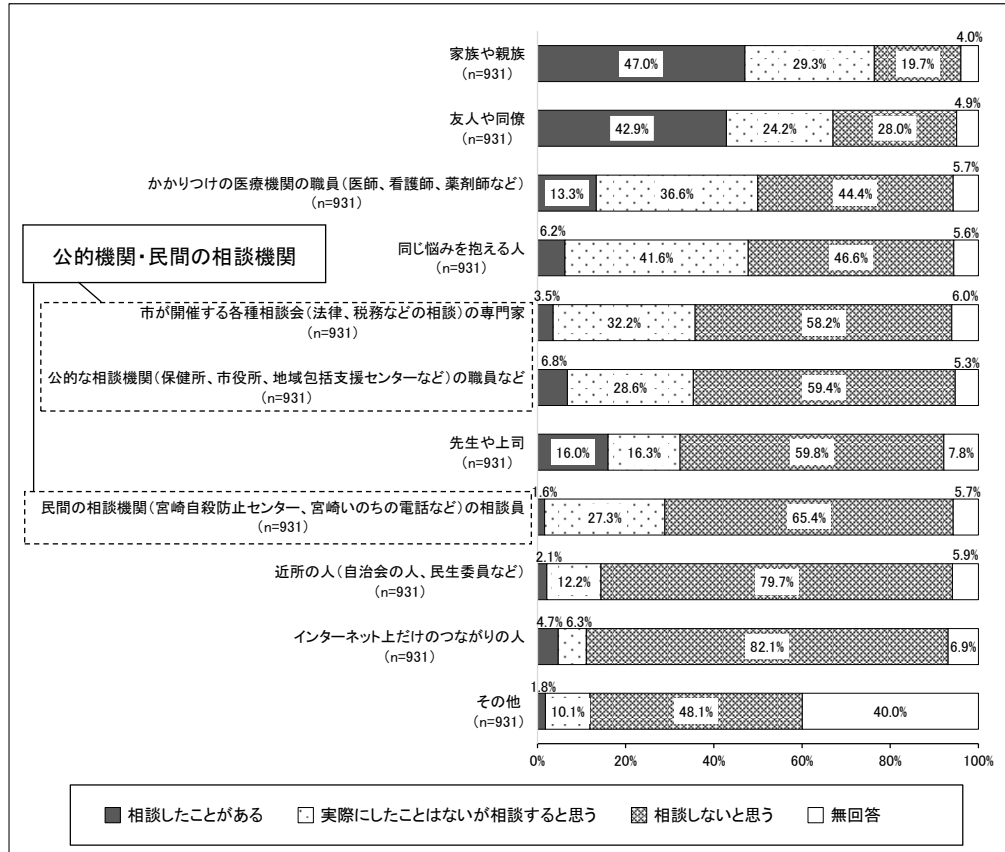 家族や親族
(n=931)
47.0%
29.3%
19.7%
4.0%
友人や同僚
(n=931)
42.9%
24.2%
28.0%
4.9%
かかりつけの医療機関の職員(医師、看護師、薬剤師など)
(n=931)
13.3%
36.6%
44.4%
5.7%
公的機関・民間の相談機関
同じ悩みを抱える人
(n=931)
6.2%
41.6%
46.6%
5.6%
市が開催する各種相談会(法律、税務などの相談)の専門家
(n=931)
3.5%
32.2%
58.2%
6.0%
公的な相談機関(保健所、市役所、地域包括支援センターなど)の職員など
(n=931)
6.8%
28.6%
59.4%
5.3%
先生や上司
(n=931)
16.0%
16.3%
59.8%
7.8%
民間の相談機関(宮崎自殺防止センター、宮崎いのちの電話など)の相談員
(n=931)
1.6%
27.3%
65.4%
5.7%
近所の人(自治会の人、民生委員など)
(n=931)
2.1%
12.2%
79.7%
5.9%
インターネット上だけのつながりの人
(n=931)
4.7%
6.3%
82.1%
6.9%
その他
(n=931)
1.8%
10.1%
48.1%
40.0%
0% 20% 40% 60% 80% 100%
相談したことがある 実際にしたことはないが相談すると思う 相談しないと思う 無回答